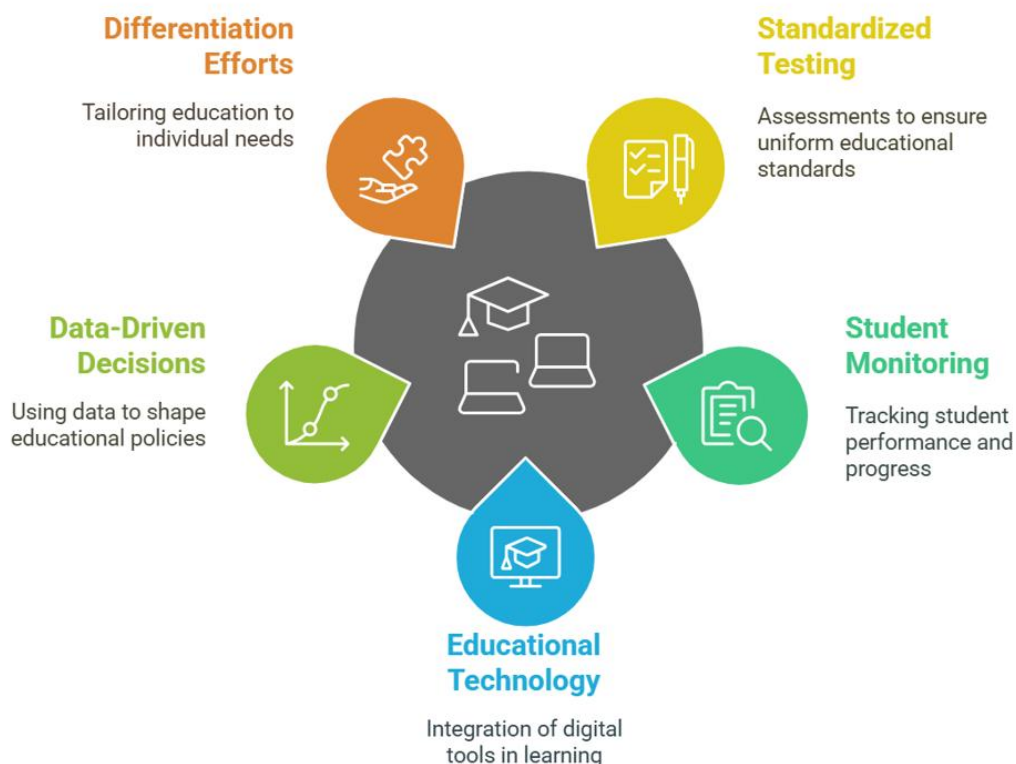 Differentiation
Efforts
Tailoring education to
individual needs
Standardized
Testing
Assessments to ensure
uniform educational
standards
Data-Driven
Decisions
Using data to shape
educational policies
Student
Monitoring
Tracking student
performance and
progress
Educational
Technology
Integration of digital
tools in learning